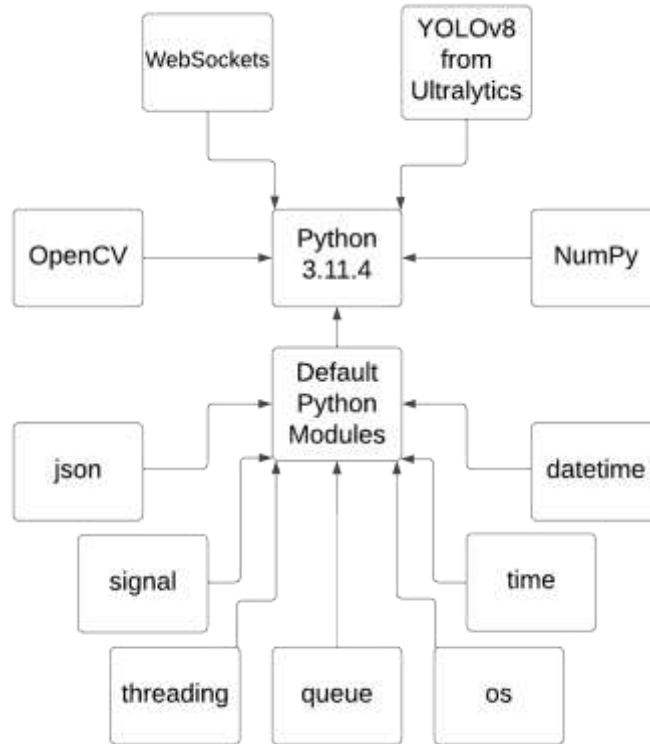 WebSockets
YOLOv8
from
Ultralytics
OpenCV
Python
3.11.4
NumPy
Default
Python
Modules
json
datetime
signal
time
threading
queue
os